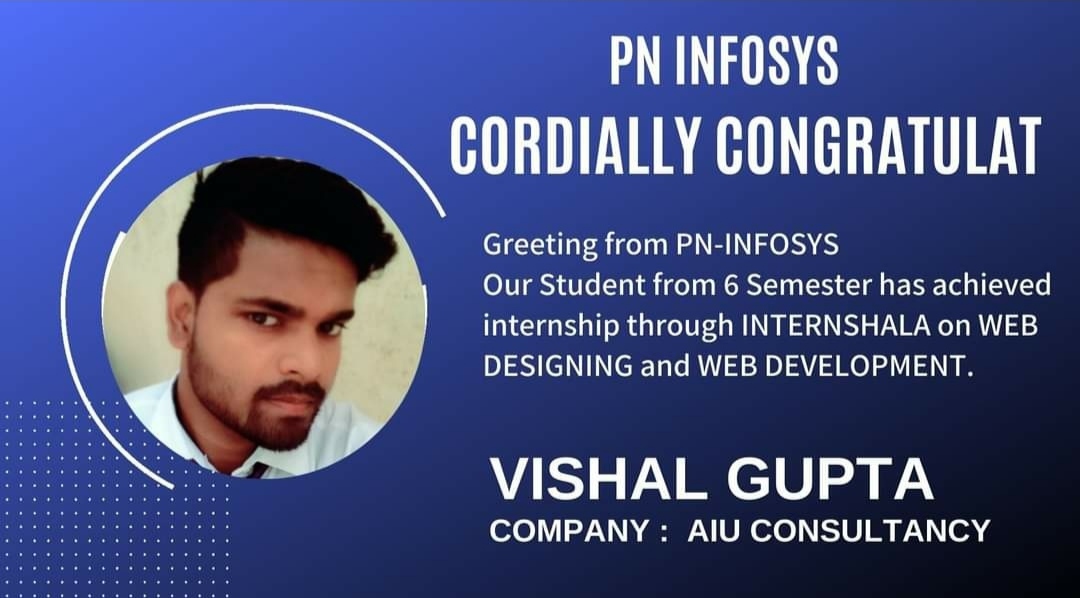 PN INFOSYS
CORDIALLY CONGRATULAT
Greeting from PN-INFOSYS
Our Student from 6 Semester has achieved
internship through INTERNSHALA on WEB
DESIGNING and WEB DEVELOPMENT.
VISHAL GUPTA
COMPANY : AIU CONSULTANCY